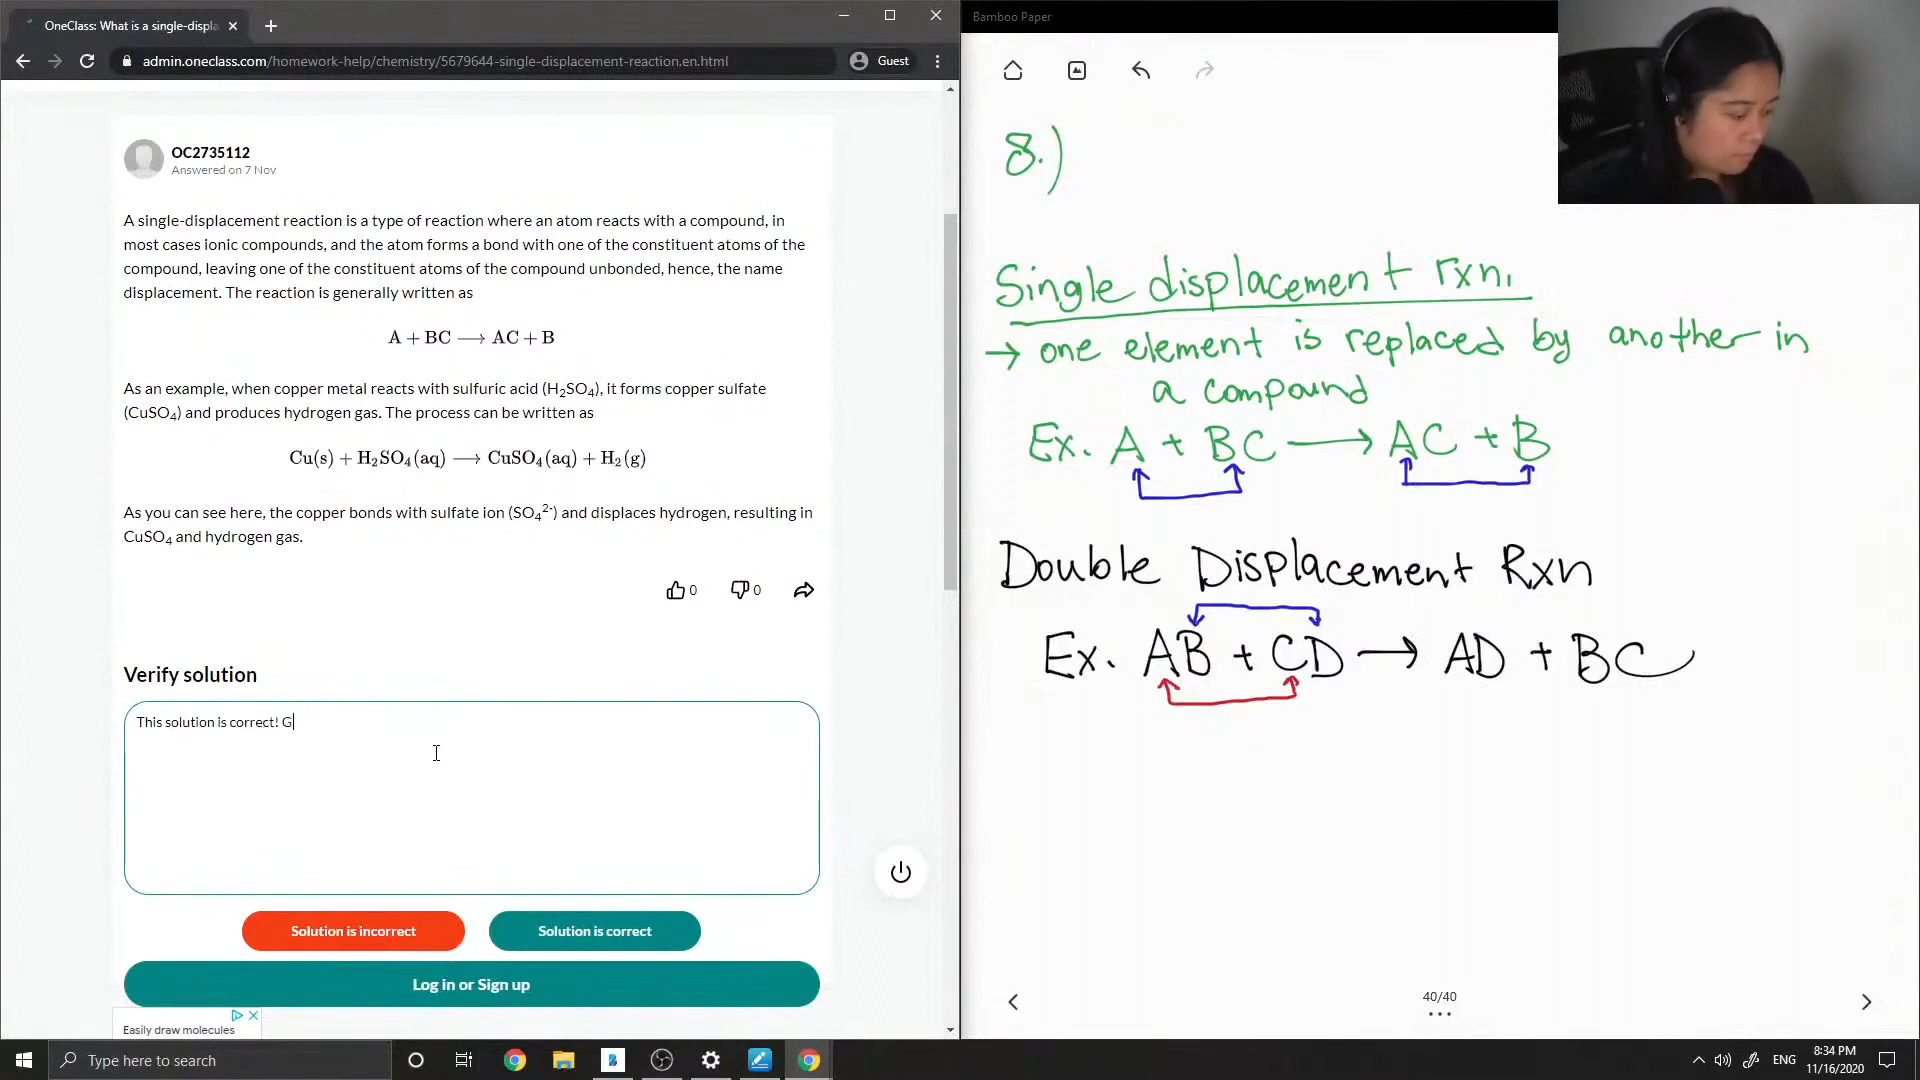 OneClass: What is a single-displa
Bamboo Paper
admin.oneclass.com/homework-help/chemistry/5679644-single-displacement-reaction.en.html
Guest
OC2735112
Answered on 7 Nov
A single-displacement reaction is a type of reaction where an atom reacts with a compound, in
most cases ionic compounds, and the atom forms a bond with one of the constituent atoms of the
compound, leaving one of the constituent atoms of the compound unbonded, hence, the name
displacement. The reaction is generally written as
A + BC ⟶ AC + B
As an example, when copper metal reacts with sulfuric acid (H₂SO₄), it forms copper sulfate
(CuSO₄) and produces hydrogen gas. The process can be written as
Cu(s) + H₂SO₄(aq) ⟶ CuSO₄(aq) + H₂(g)
As you can see here, the copper bonds with sulfate ion (SO₄²⁻) and displaces hydrogen, resulting in
CuSO₄ and hydrogen gas.
0
0
Verify solution
This solution is correct! G
Solution is incorrect
Solution is correct
Log in or Sign up
Easily draw molecules
8.)
Single displacement rxn.
→ one element is replaced by another in
a compound
Ex. A + BC ⟶ AC + B
Double Displacement Rxn
Ex. AB + CD → AD + BC
40/40
Type here to search
ENG
8:34 PM
11/16/2020